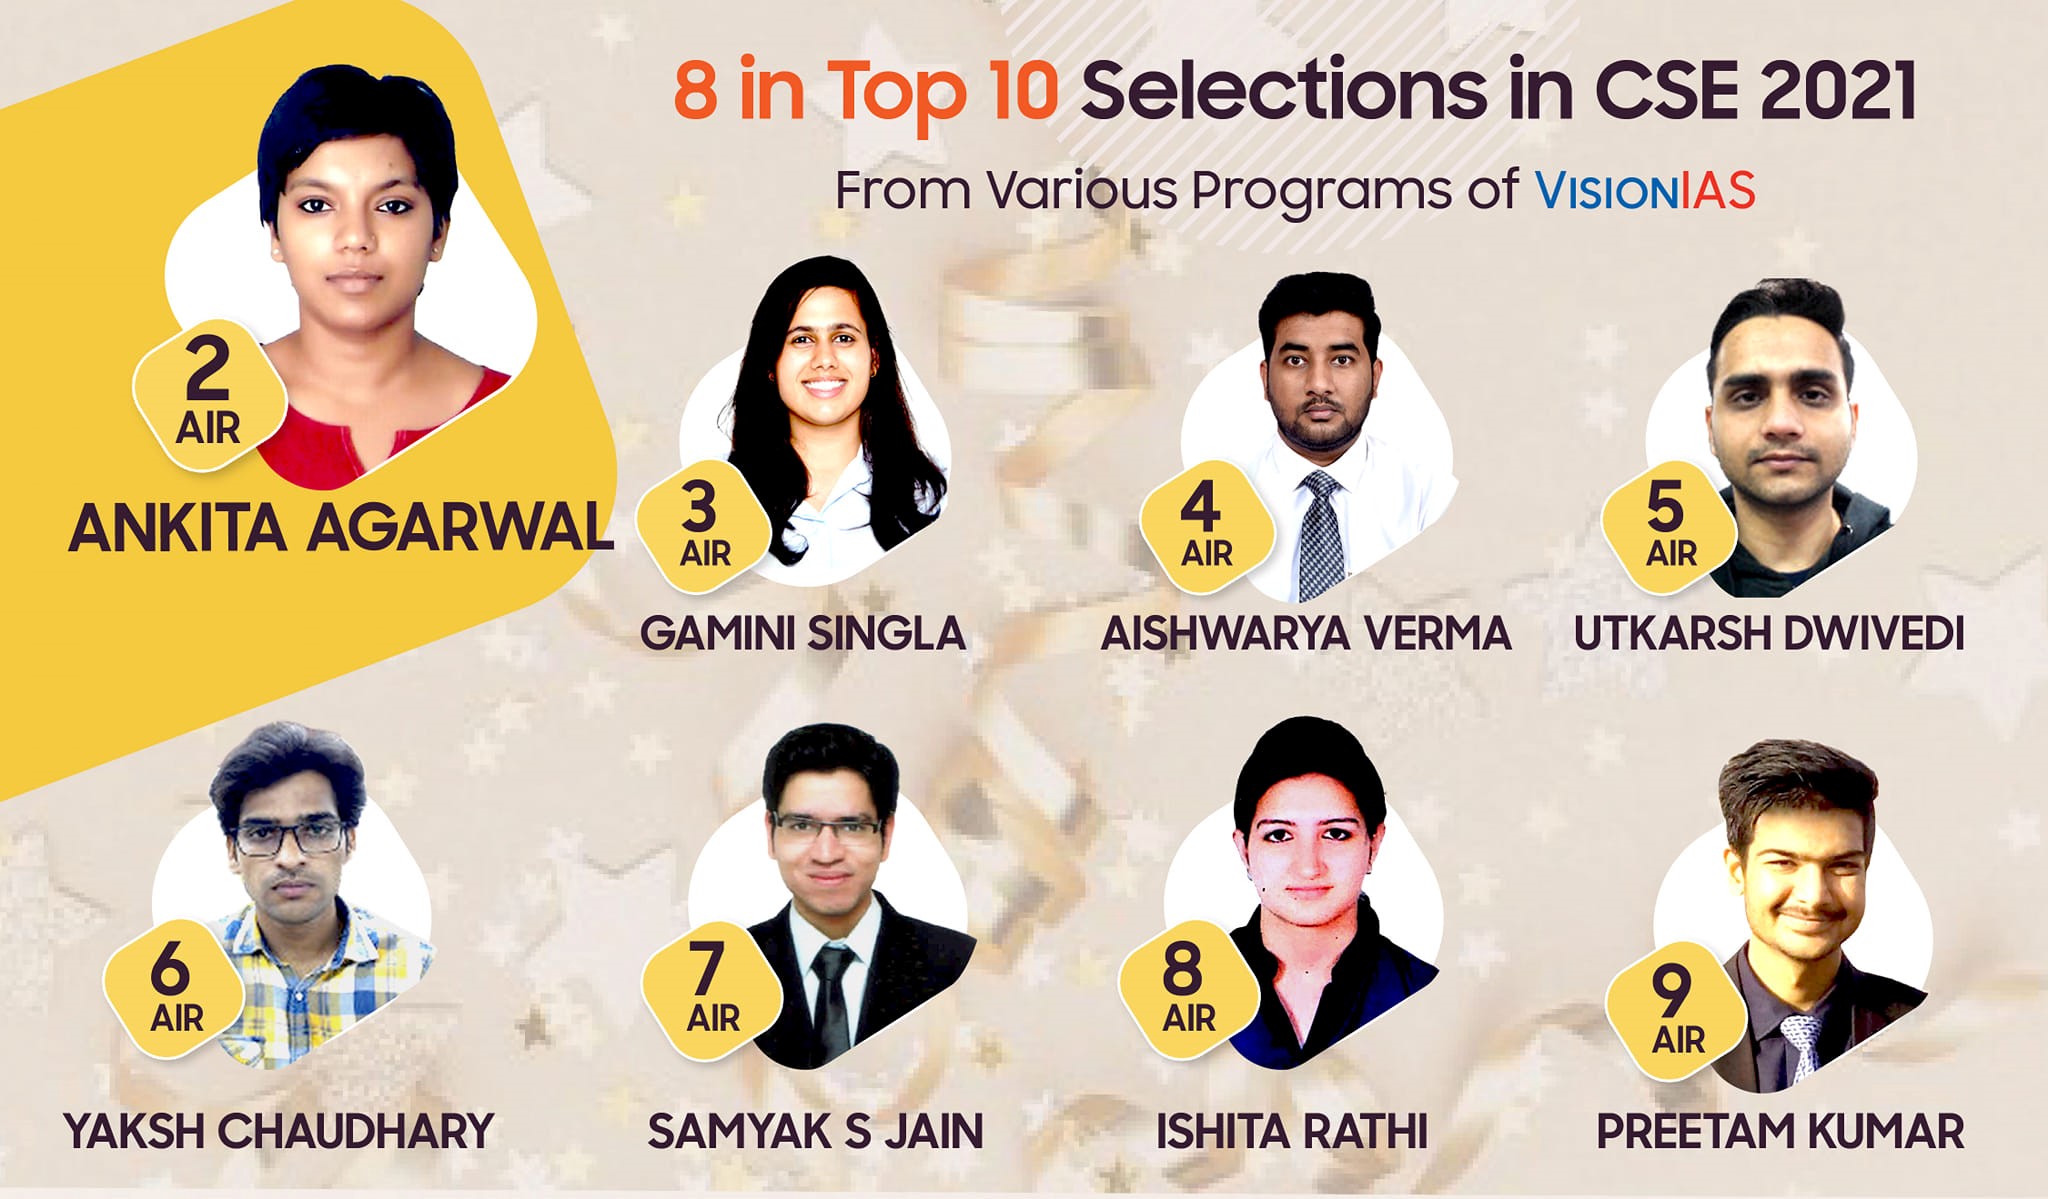 8 in Top 10 Selections in CSE 2021
From Various Programs of VISIONIAS
2
AIR
ANKITA AGARWAL
3
AIR
GAMINI SINGLA
4
AIR
AISHWARYA VERMA
5
AIR
UTKARSH DWIVEDI
6
AIR
YAKSH CHAUDHARY
7
AIR
SAMYAK S JAIN
8
AIR
ISHITA RATHI
9
AIR
PREETAM KUMAR